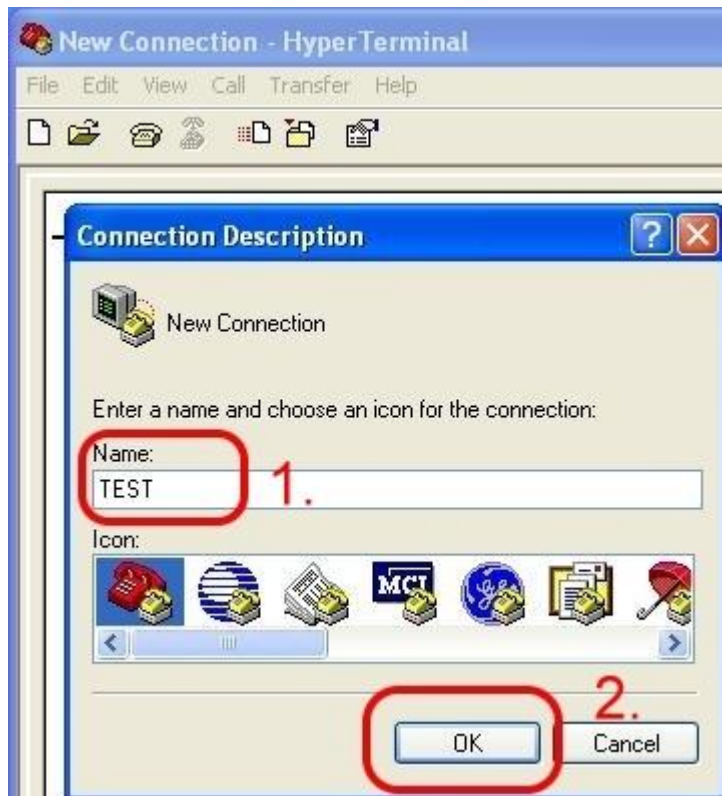 New Connection - HyperTerminal
File Edit View Call Transfer Help
Connection Description
New Connection
Enter a name and choose an icon for the connection:
Name:
TEST
1.
Icon:
MCI
2.
OK Cancel